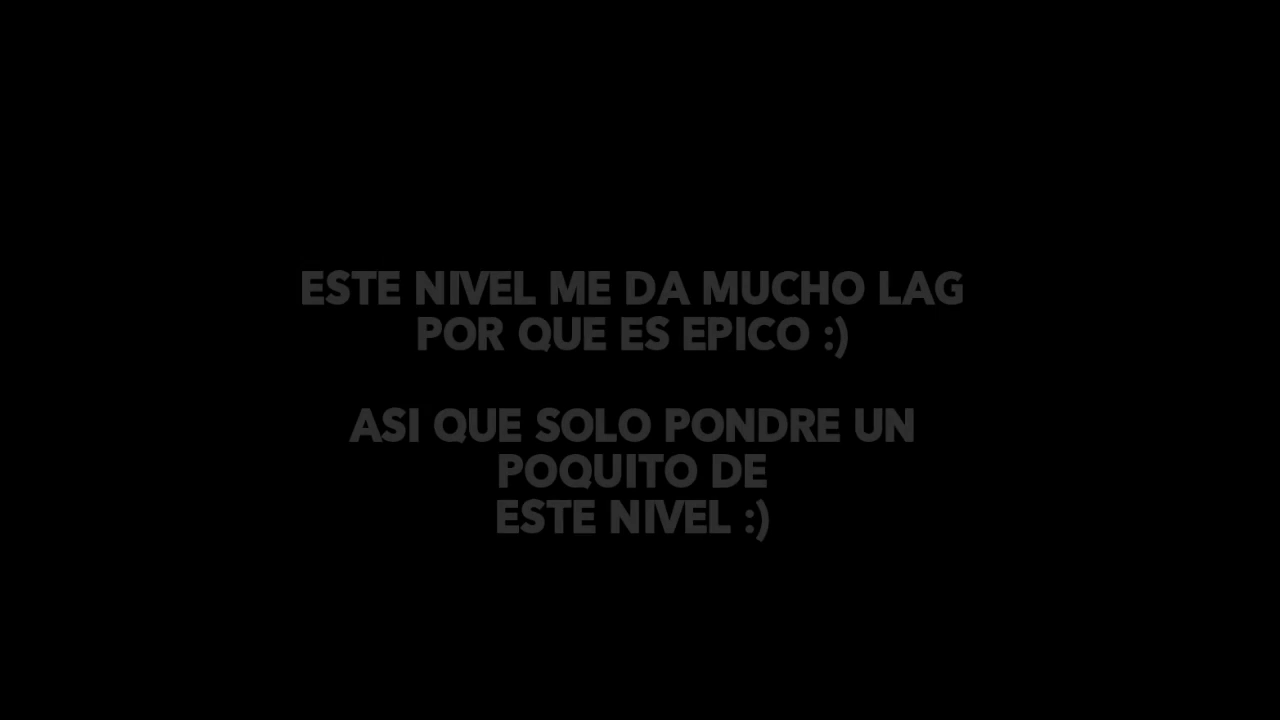 ESTE NIVEL ME DA MUCHO LAG
POR QUE ES EPICO :)
ASI QUE SOLO PONDRE UN
POQUITO DE
ESTE NIVEL :)